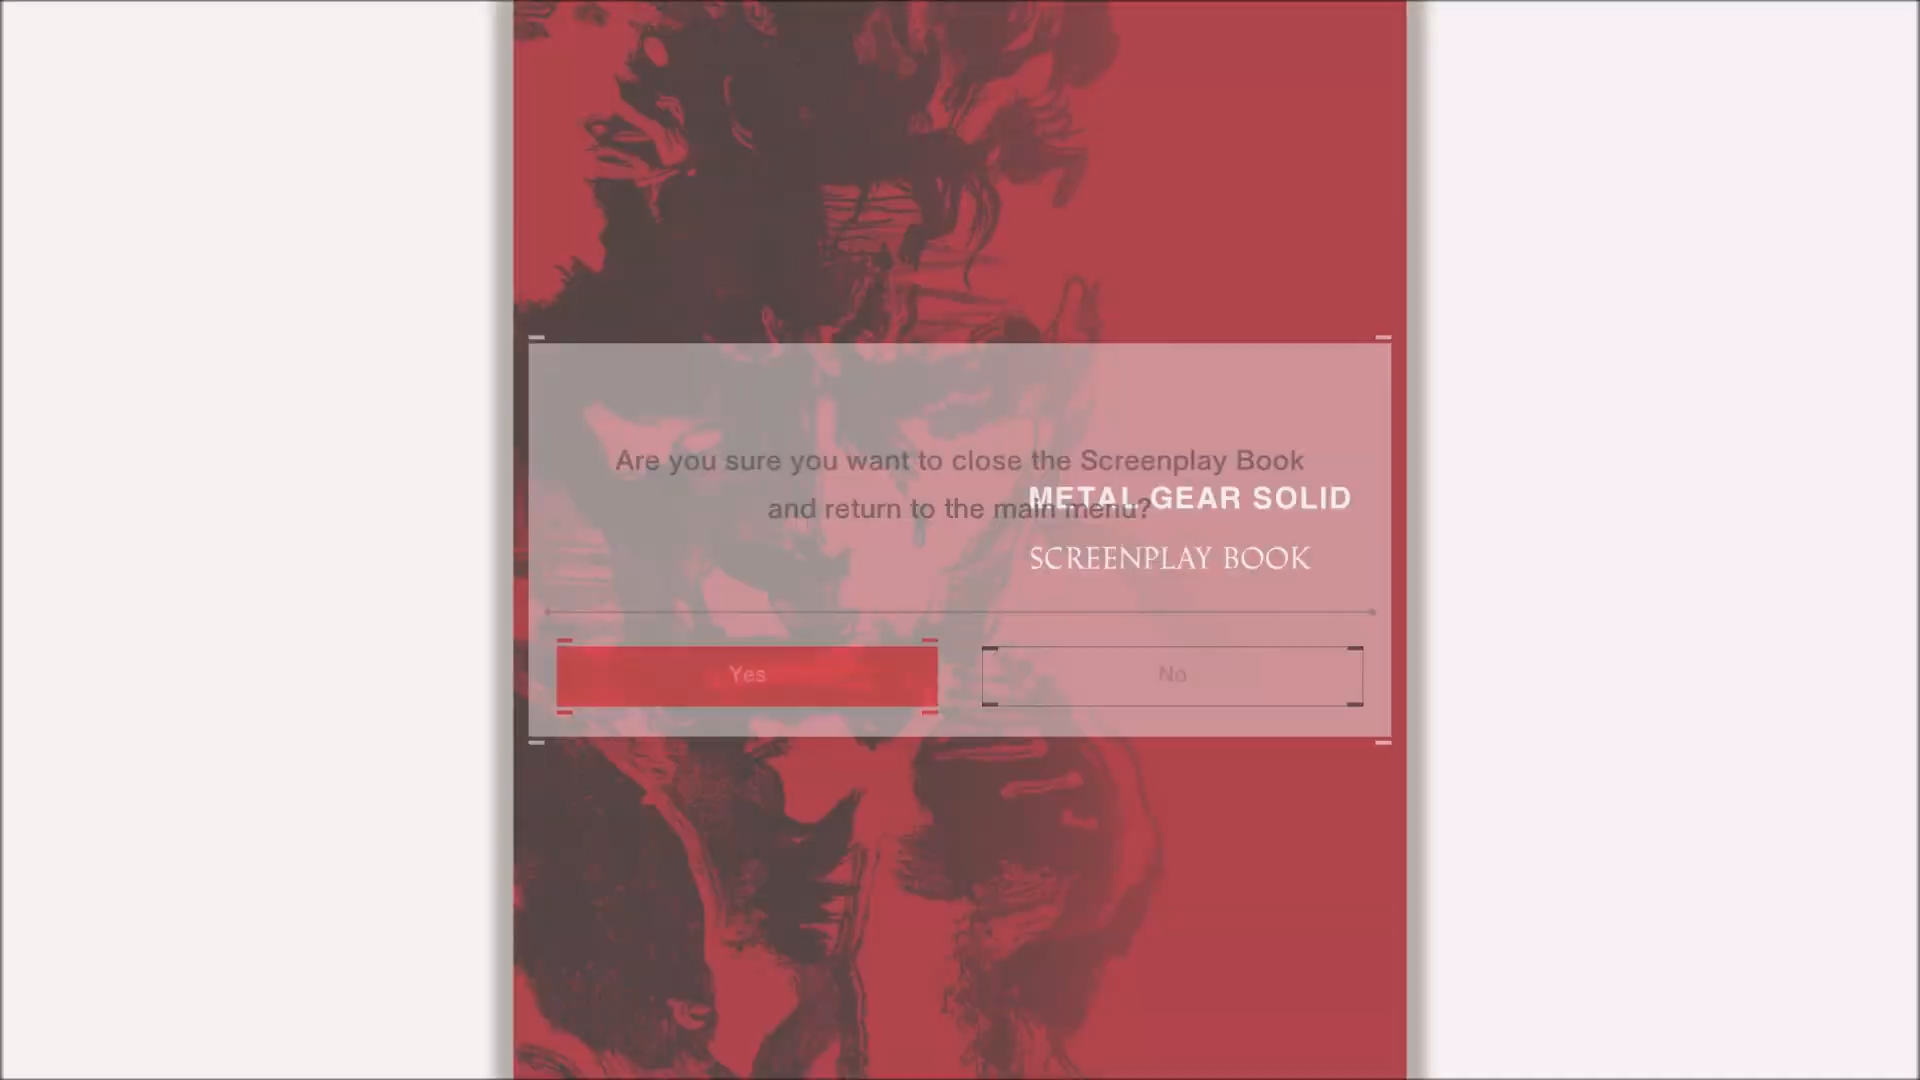 Are you sure you want to close the Screenplay Book
and return to the main menu?
METAL GEAR SOLID
SCREENPLAY BOOK
Yes
No